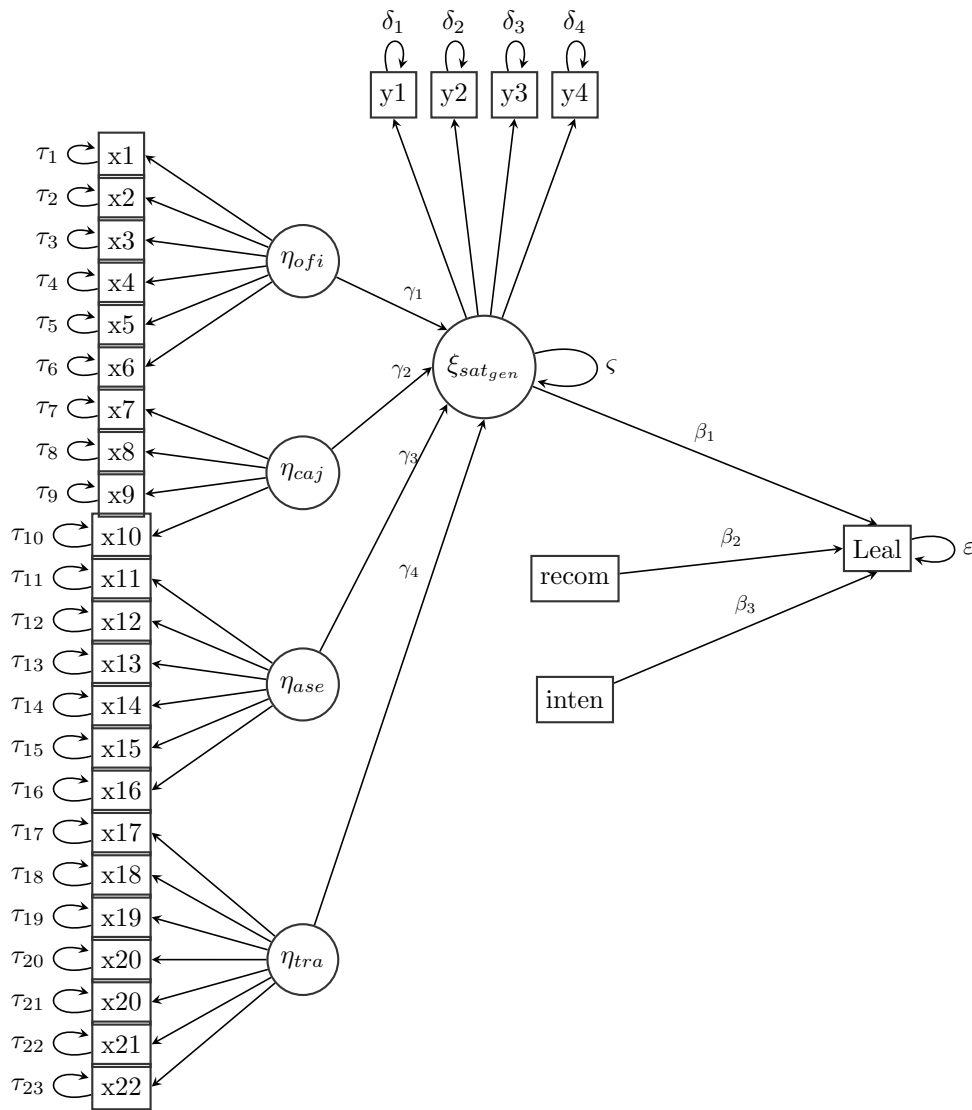 δ₁ δ₂ δ₃ δ₄
y1 y2 y3 y4
τ₁ x1
τ₂ x2
τ₃ x3
τ₄ x4
τ₅ x5
τ₆ x6
τ₇ x7
τ₈ x8
τ₉ x9
τ₁₀ x10
τ₁₁ x11
τ₁₂ x12
τ₁₃ x13
τ₁₄ x14
τ₁₅ x15
τ₁₆ x16
τ₁₇ x17
τ₁₈ x18
τ₁₉ x19
τ₂₀ x20
τ₂₁ x20
τ₂₂ x21
τ₂₃ x22
η_ofi
η_caj
η_ase
η_tra
γ₁
γ₂
γ₃
γ₄
ξ_sat_gen
ς
β₁
β₂
β₃
recom
inten
Leal
ε